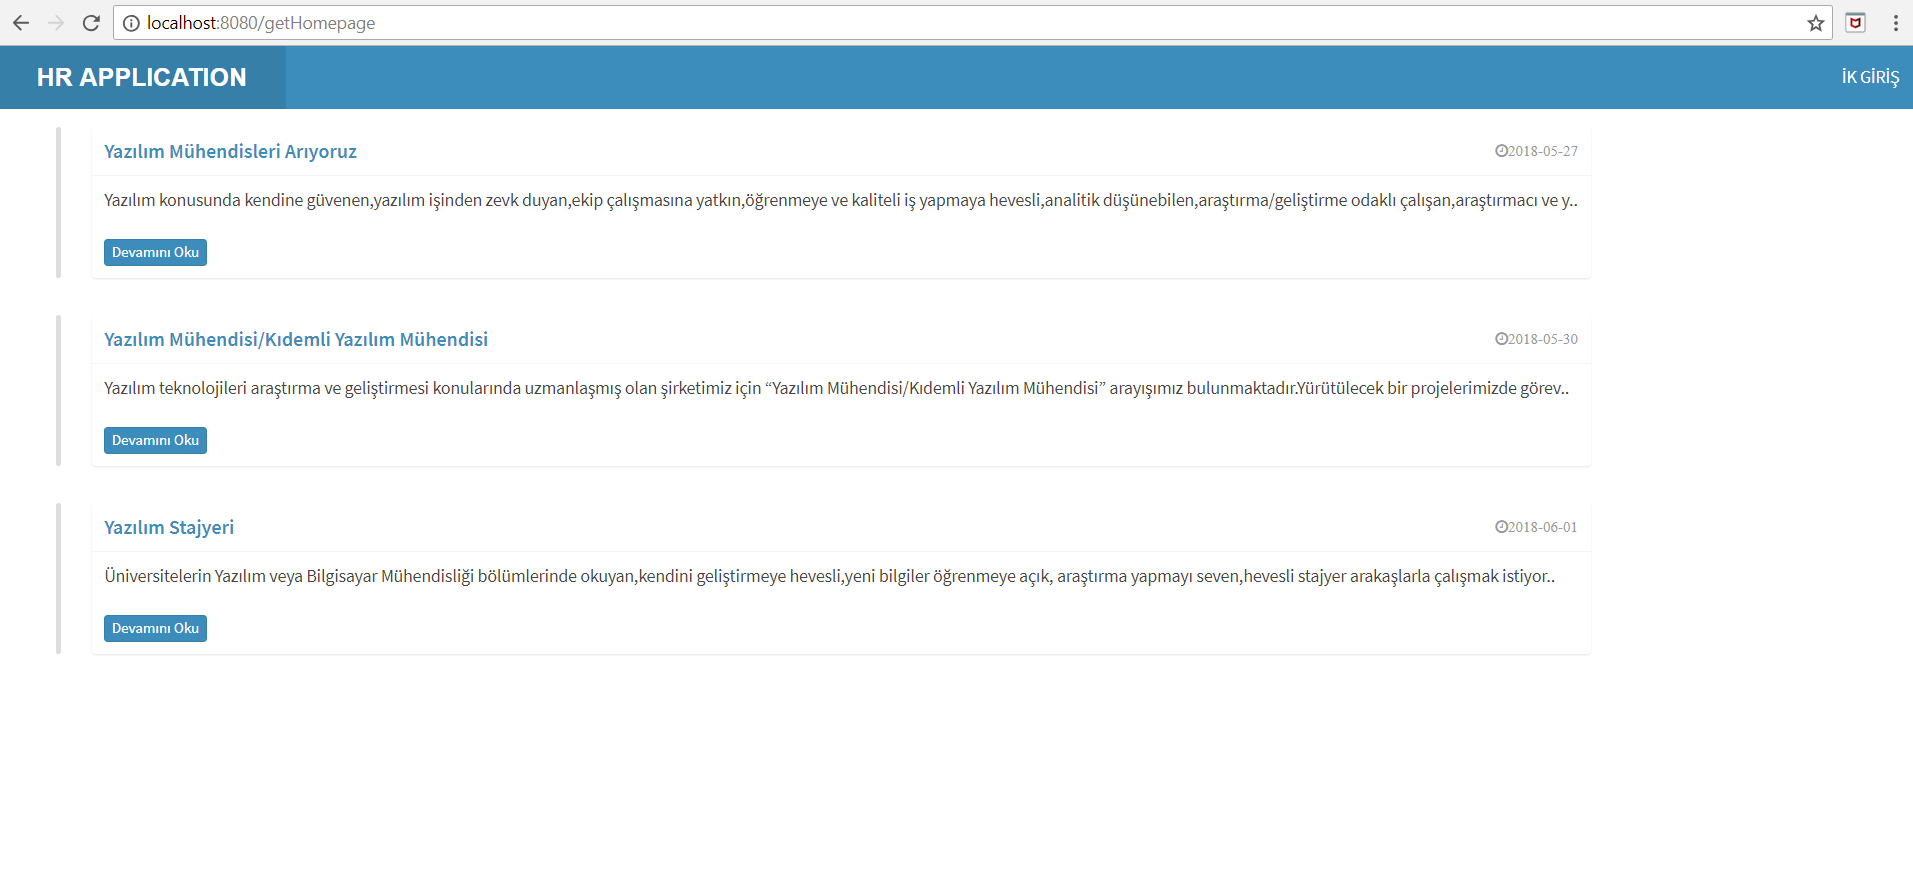 localhost:8080/getHomepage
HR APPLICATION
İK GİRİŞ
Yazılım Mühendisleri Arıyoruz
2018-05-27
Yazılım konusunda kendine güvenen,yazılım işinden zevk duyan,ekip çalışmasına yatkın,öğrenmeye ve kaliteli iş yapmaya hevesli,analitik düşünebilen,araştırma/geliştirme odaklı çalışan,araştırmacı ve y..
Devamını Oku
Yazılım Mühendisi/Kıdemli Yazılım Mühendisi
2018-05-30
Yazılım teknolojileri araştırma ve geliştirmesi konularında uzmanlaşmış olan şirketimiz için “Yazılım Mühendisi/Kıdemli Yazılım Mühendisi” arayışımız bulunmaktadır.Yürütülecek bir projelerimizde görev..
Devamını Oku
Yazılım Stajyeri
2018-06-01
Üniversitelerin Yazılım veya Bilgisayar Mühendisliği bölümlerinde okuyan,kendini geliştirmeye hevesli,yeni bilgiler öğrenmeye açık, araştırma yapmayı seven,hevesli stajyer arakaşlarla çalışmak istiyor..
Devamını Oku